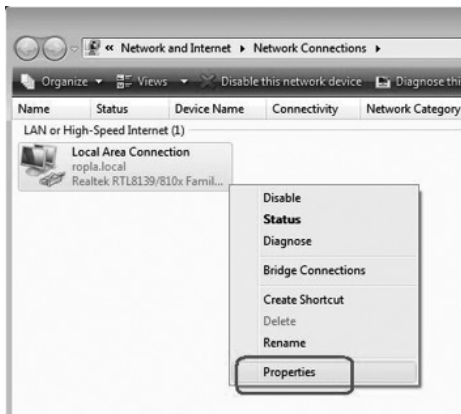 « Network and Internet ▸ Network Connections ▸
Organize ▾ Views ▾ Disable this network device Diagnose thi
Name Status Device Name Connectivity Network Category
LAN or High-Speed Internet (1)
Local Area Connection
ropla.local
Realtek RTL8139/810x Famil...
Disable
Status
Diagnose
Bridge Connections
Create Shortcut
Delete
Rename
Properties